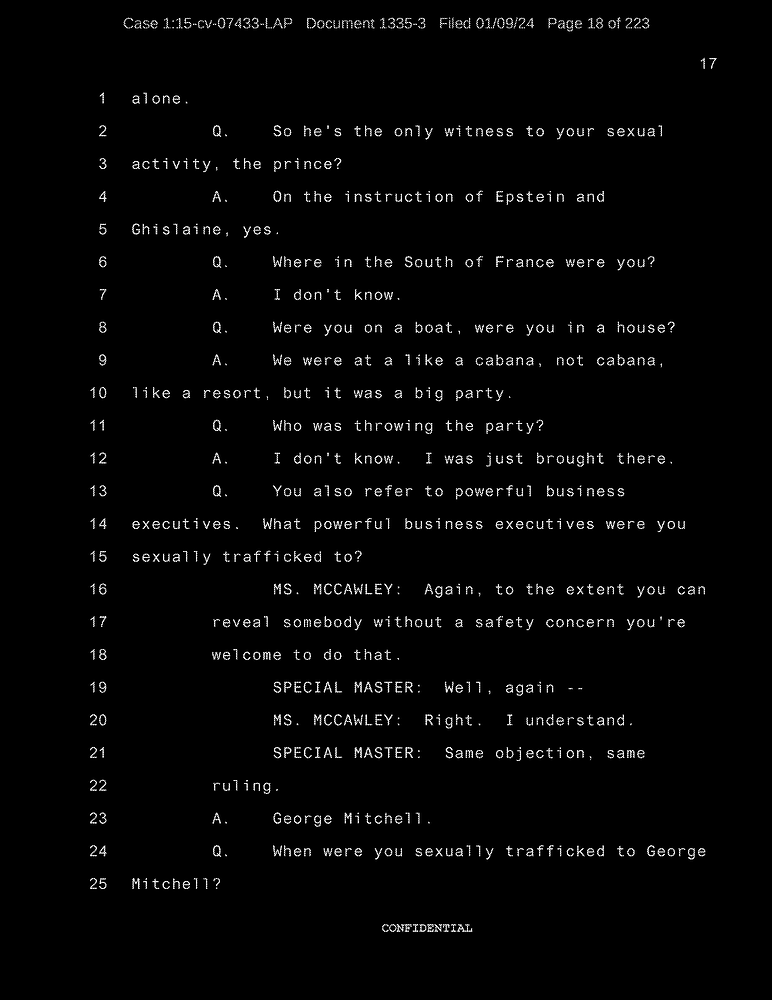 Case 1:15-cv-07433-LAP Document 1335-3 Filed 01/09/24 Page 18 of 223
17
1 alone.
2 Q. So he's the only witness to your sexual
3 activity, the prince?
4 A. On the instruction of Epstein and
5 Ghislaine, yes.
6 Q. Where in the South of France were you?
7 A. I don't know.
8 Q. Were you on a boat, were you in a house?
9 A. We were at a like a cabana, not cabana,
10 like a resort, but it was a big party.
11 Q. Who was throwing the party?
12 A. I don't know. I was just brought there.
13 Q. You also refer to powerful business
14 executives. What powerful business executives were you
15 sexually trafficked to?
16 MS. MCCAWLEY: Again, to the extent you can
17 reveal somebody without a safety concern you're
18 welcome to do that.
19 SPECIAL MASTER: Well, again --
20 MS. MCCAWLEY: Right. I understand.
21 SPECIAL MASTER: Same objection, same
22 ruling.
23 A. George Mitchell.
24 Q. When were you sexually trafficked to George
25 Mitchell?
CONFIDENTIAL